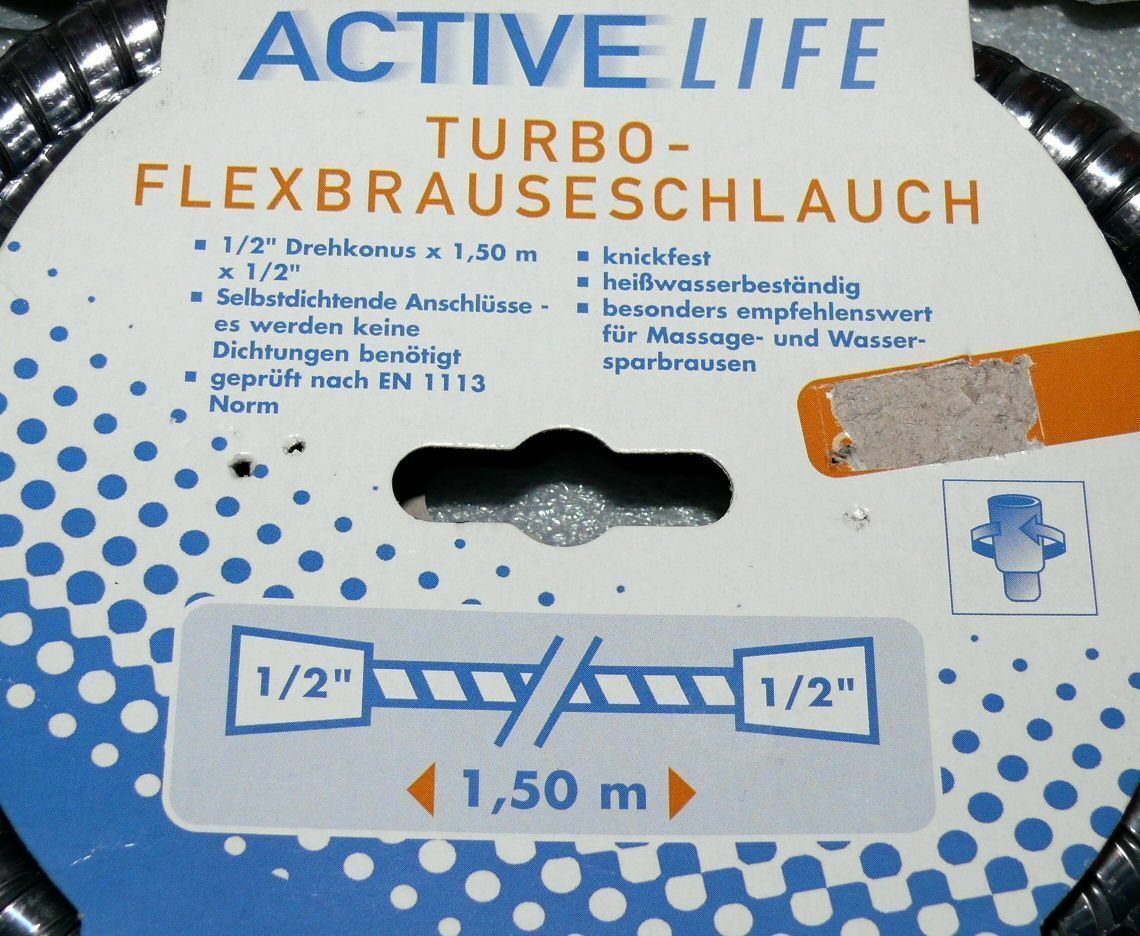 ACTIVE LIFE
TURBO-
FLEXBRAUSESCHLAUCH
1/2" Drehkonus x 1,50 m
x 1/2"
Selbstdichtende Anschlüsse -
es werden keine
Dichtungen benötigt
geprüft nach EN 1113
Norm
knickfest
heißwasserbeständig
besonders empfehlenswert
für Massage- und Wasser-
sparbrausen
1/2"
1/2"
1,50 m